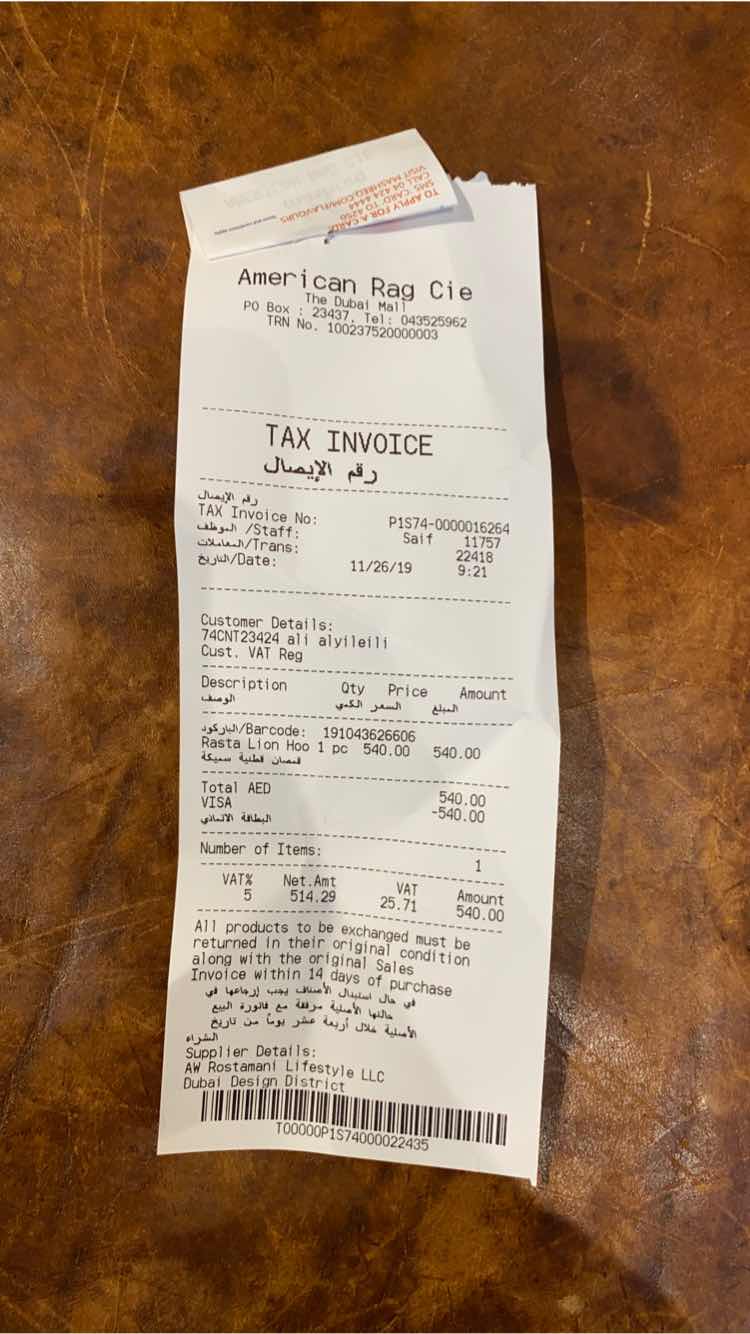 TO APPLY FOR A CARD
SMS 'CARD' TO 4256
CALL 04 424 4444
VISIT MASHREQ.COM/FLAVOURS
American Rag Cie
The Dubai Mall
PO Box : 23437, Tel: 043525962
TRN No. 100237520000003
TAX INVOICE
رقم الإيصال
رقم الإيصال
TAX Invoice No: P1S74-0000016264
الموظف /Staff: Saif 11757
المعاملات/Trans: 22418
التاريخ/Date: 11/26/19 9:21
Customer Details:
74CNT23424 ali alyileili
Cust. VAT Reg
Description Qty Price Amount
الوصف الكمي السعر المبلغ
الباركود/Barcode: 191043626606
Rasta Lion Hoo 1 pc 540.00 540.00
قمصان قطنية سميكة
Total AED 540.00
VISA -540.00
البطاقة الائتماني
Number of Items: 1
VAT% Net.Amt VAT Amount
5 514.29 25.71 540.00
All products to be exchanged must be
returned in their original condition
along with the original Sales
Invoice within 14 days of purchase
في حال استبدال الأصناف يجب إرجاعها في
حالتها الأصلية مرفقة مع فاتورة البيع
الأصلية خلال أربعة عشر يوماً من تاريخ
الشراء
Supplier Details:
AW Rostamani Lifestyle LLC
Dubai Design District
T00000P1S74000022435